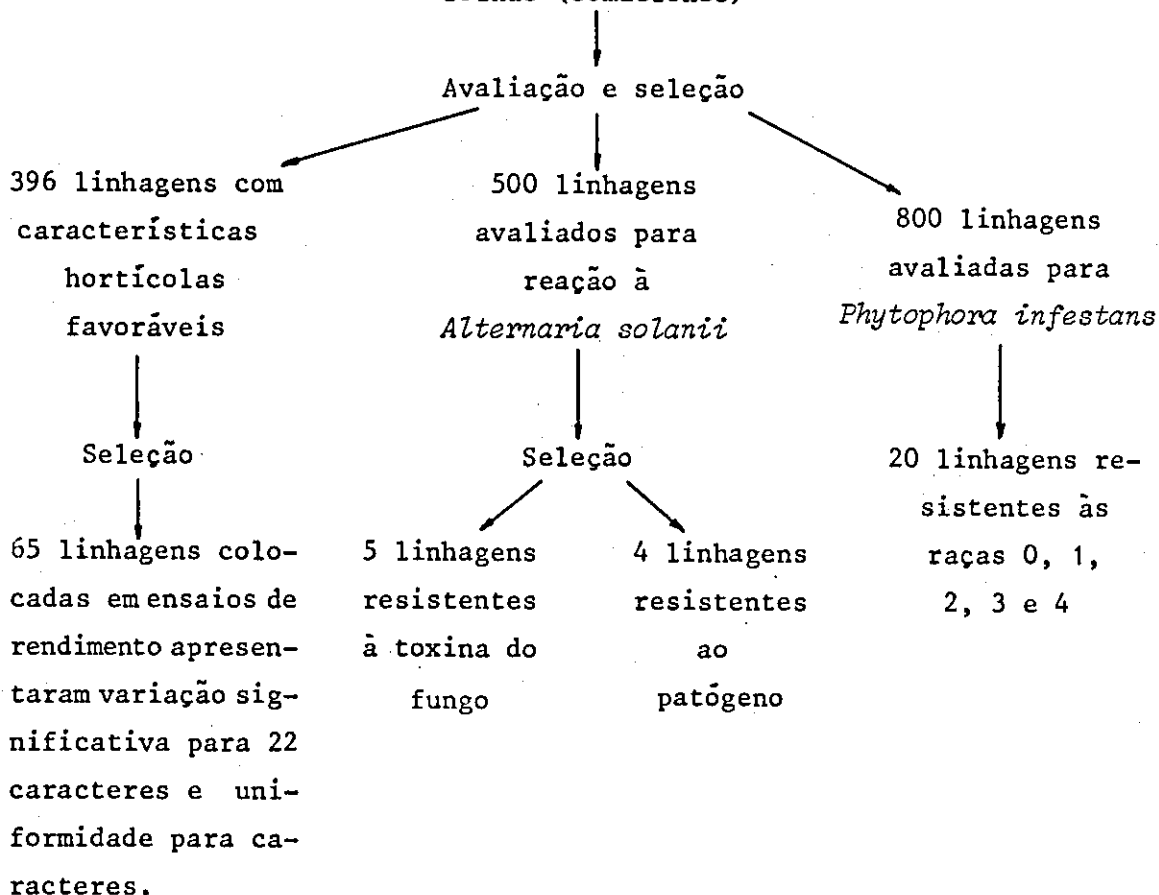 Avaliação e seleção
396 linhagens com
características
hortícolas
favoráveis
Seleção
65 linhagens colo-
cadas em ensaios de
rendimento apresen-
taram variação sig-
nificativa para 22
caracteres e uni-
formidade para ca-
racteres.
500 linhagens
avaliados para
reação à
Alternaria solanii
Seleção
5 linhagens
resistentes
à toxina do
fungo
4 linhagens
resistentes
ao
patógeno
800 linhagens
avaliadas para
Phytophora infestans
20 linhagens re-
sistentes às
raças 0, 1,
2, 3 e 4